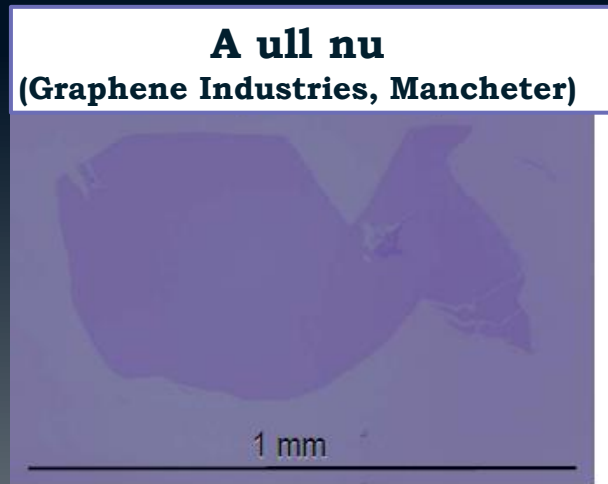 A ull nu
(Graphene Industries, Mancheter)
1 mm